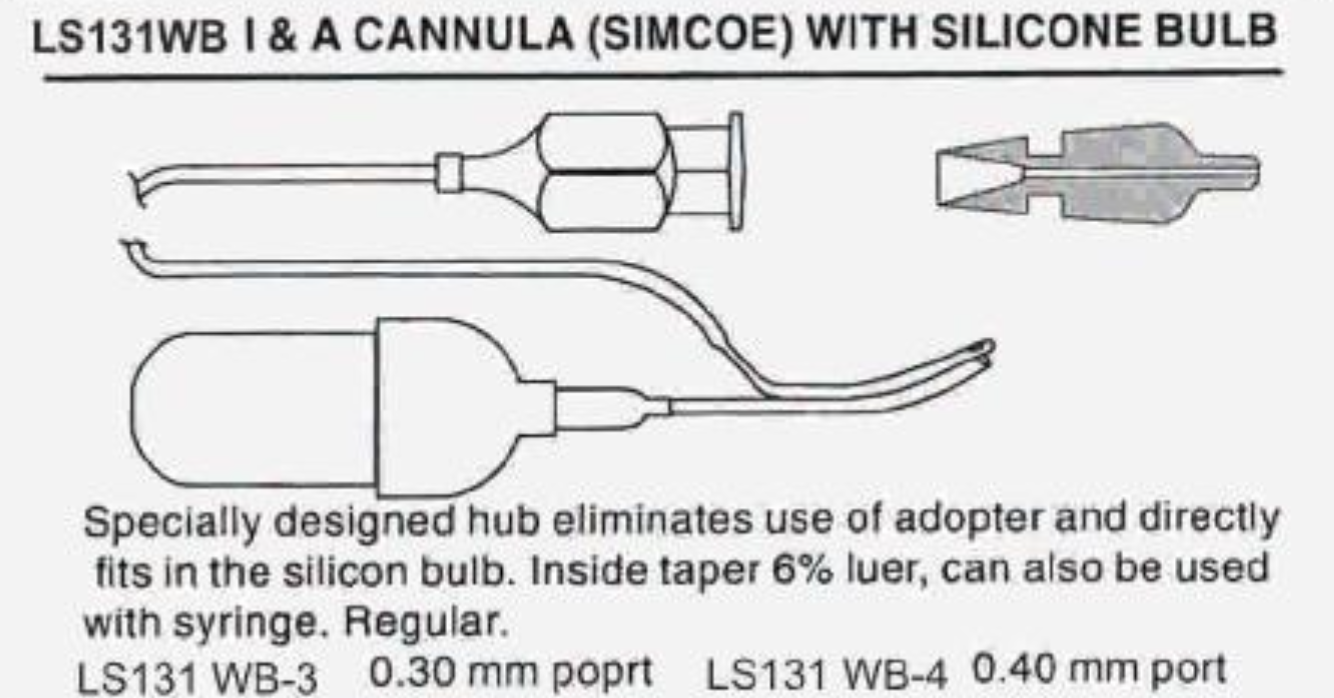 LS131WB I & A CANNULA (SIMCOE) WITH SILICONE BULB
Specially designed hub eliminates use of adopter and directly
fits in the silicon bulb. Inside taper 6% luer, can also be used
with syringe. Regular.
LS131 WB-3 0.30 mm poprt LS131 WB-4 0.40 mm port